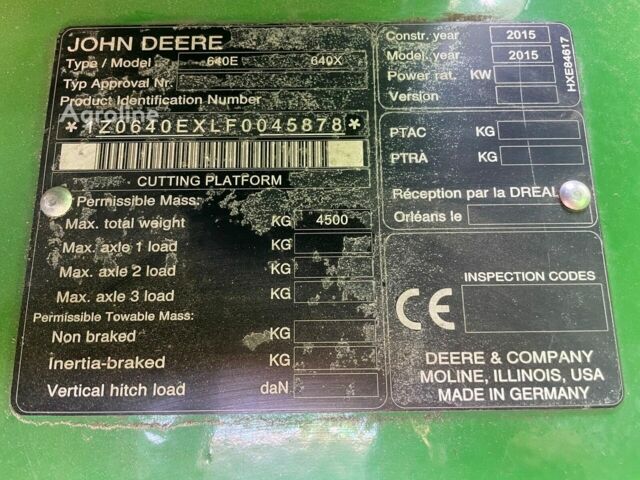 JOHN DEERE
Type / Model 640E 640X
Typ Approval Nr.
Product Identification Number
*1Z0640EXLF0045878*
CUTTING PLATFORM
Permissible Mass:
Max. total weight KG 4500
Max. axle 1 load KG
Max. axle 2 load KG
Max. axle 3 load KG
Permissible Towable Mass:
Non braked KG
Inertia-braked KG
Vertical hitch load daN
Constr. year 2015
Model. year 2015
Power rat. KW
Version
HXE84617
PTAC KG
PTRA KG
Réception par la DREAL
Orléans le
INSPECTION CODES
CE
DEERE & COMPANY
MOLINE, ILLINOIS, USA
MADE IN GERMANY
Agroline